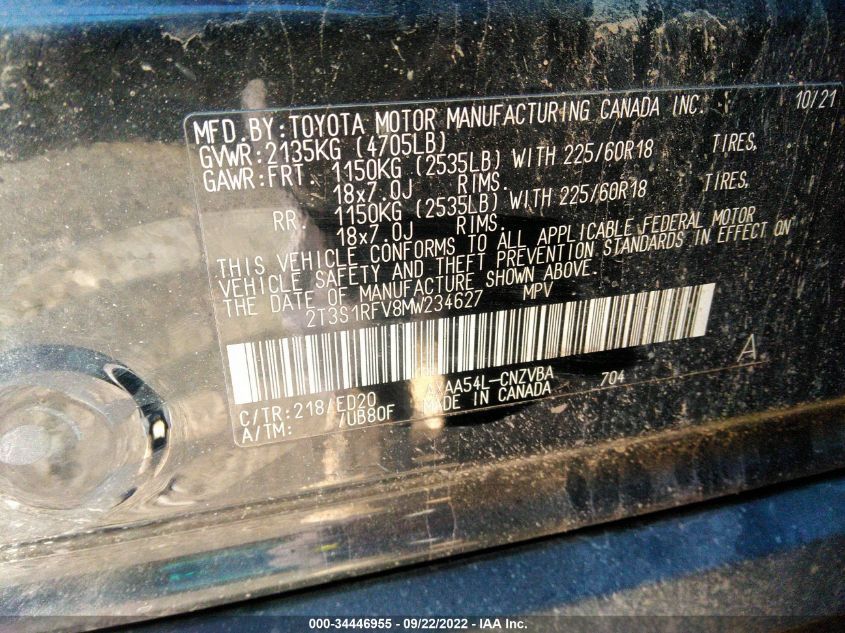 MFD.BY:TOYOTA MOTOR MANUFACTURING CANADA INC. 10/21
GVWR:2135KG (4705LB)
GAWR:FRT. 1150KG (2535LB) WITH 225/60R18 TIRES,
18x7.0J RIMS.
RR. 1150KG (2535LB) WITH 225/60R18 TIRES,
18x7.0J RIMS.
THIS VEHICLE CONFORMS TO ALL APPLICABLE FEDERAL MOTOR
VEHICLE SAFETY AND THEFT PREVENTION STANDARDS IN EFFECT ON
THE DATE OF MANUFACTURE SHOWN ABOVE.
2T3S1RFV8MW234627 MPV
A
C/TR:218/ED20 AXAA54L-CNZVBA 704
A/TM: /UB80F MADE IN CANADA
000-34446955 - 09/22/2022 - IAA Inc.